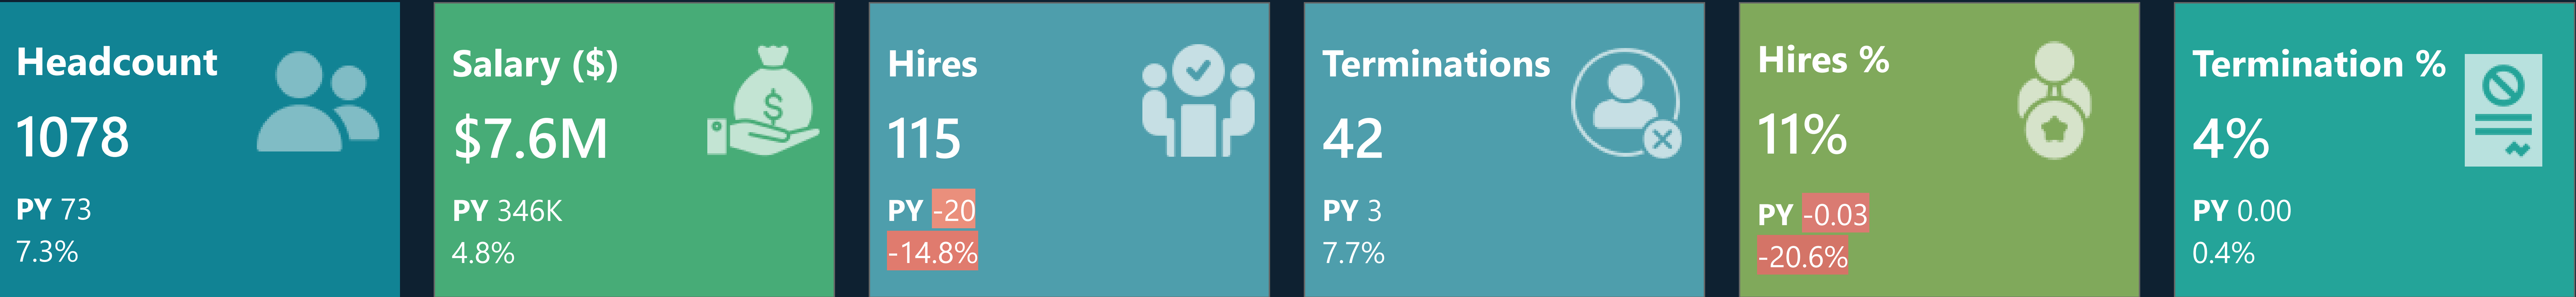 Headcount
1078
PY 73
7.3%
Salary ($)
$7.6M
PY 346K
4.8%
Hires
115
PY -20
-14.8%
Terminations
42
PY 3
7.7%
Hires %
11%
PY -0.03
-20.6%
Termination %
4%
PY 0.00
0.4%